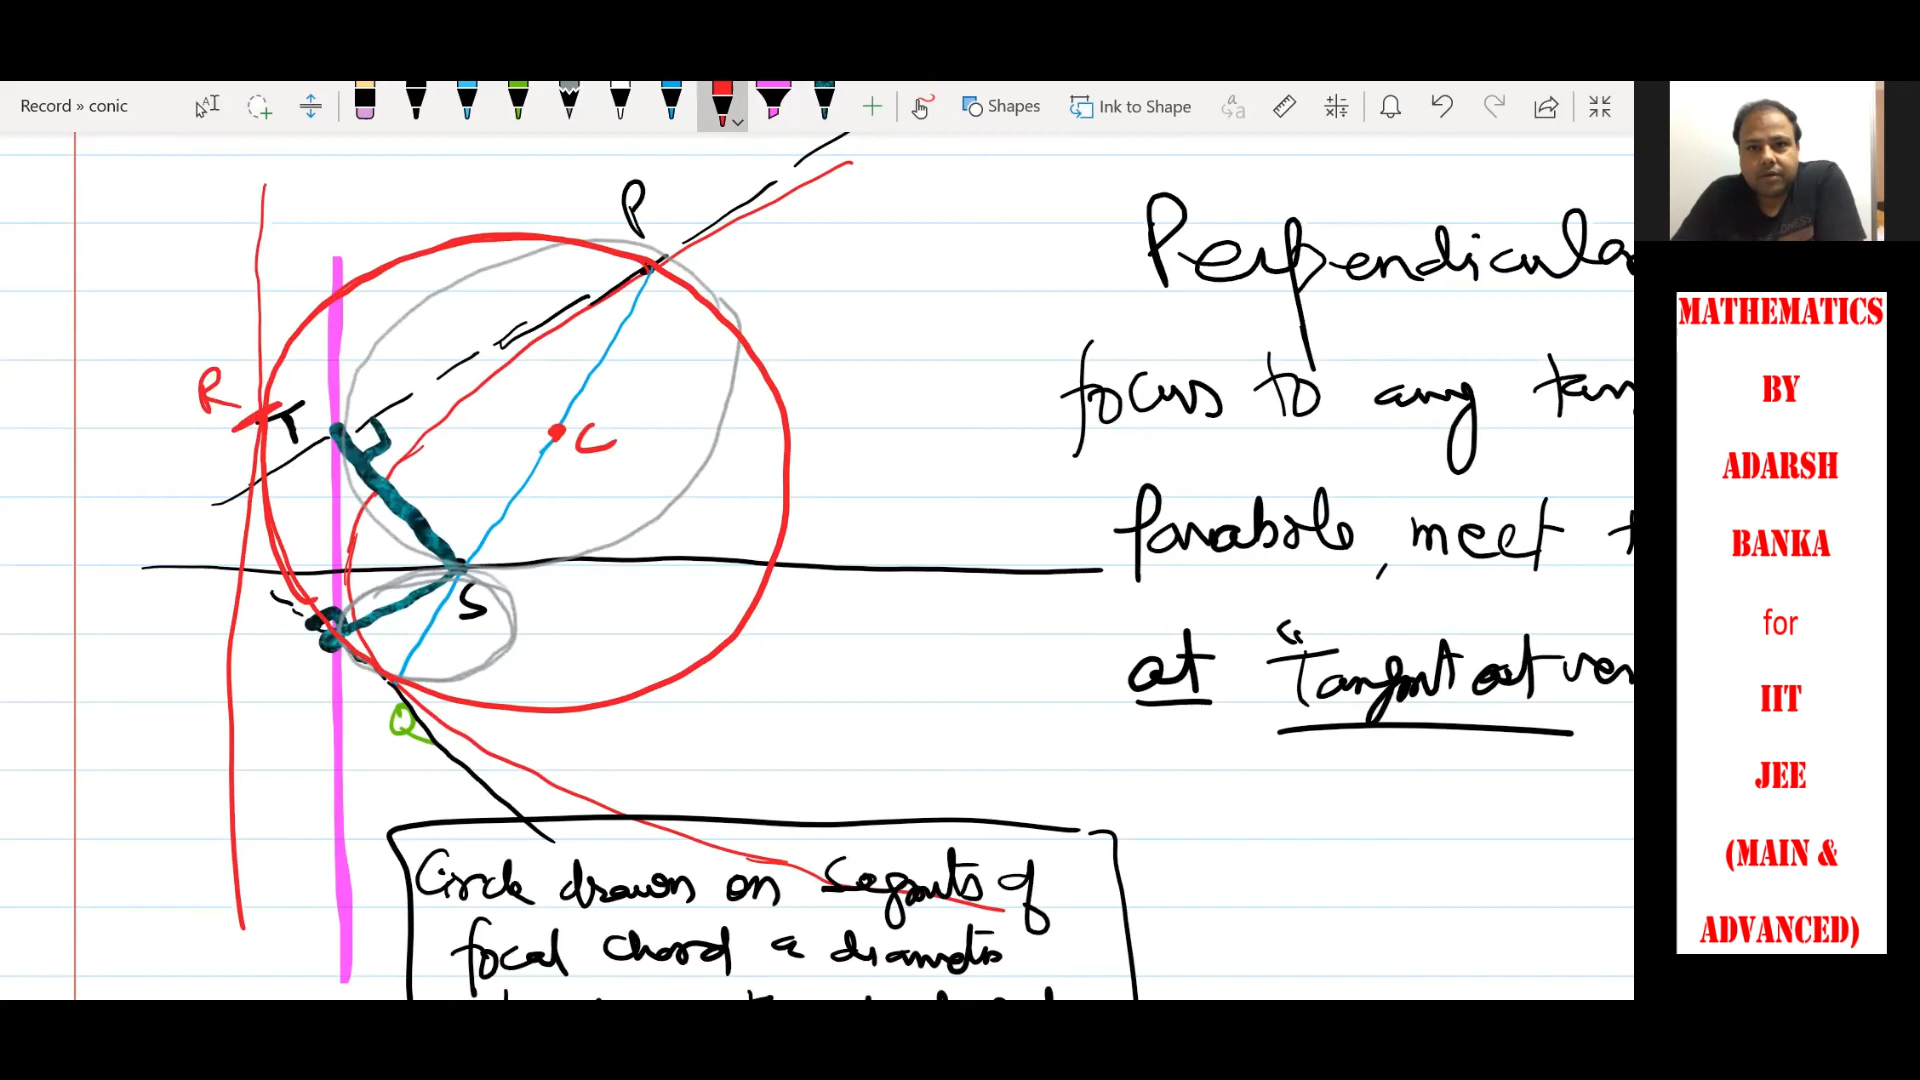 Record » conic
Shapes
Ink to Shape
P
R
T
C
S
Q
Perpendicula
focus to any tan
Parabola, meet t
at "Tangent at ver
Circle drawn on Segments of
focal chord a diameter
MATHEMATICS
BY
ADARSH
BANKA
for
IIT
JEE
(MAIN &
ADVANCED)